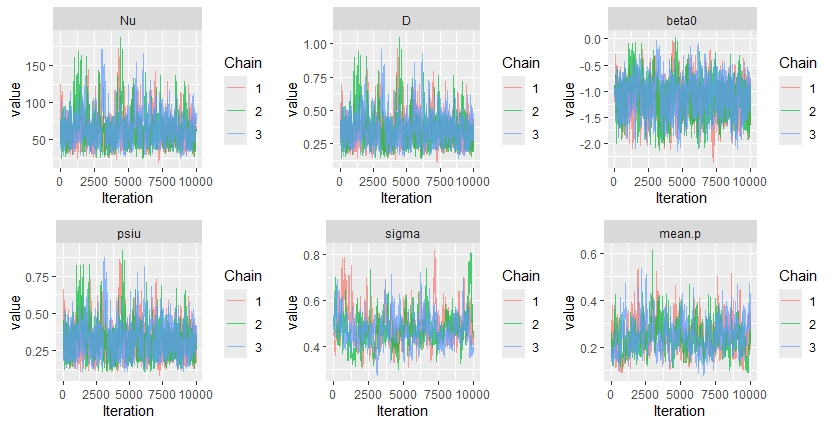 Nu
D
beta0
150
100
50
value
0 2500 5000 7500 10000
Iteration
Chain
1
2
3
1.00
0.75
0.50
0.25
value
0 2500 5000 7500 10000
Iteration
Chain
1
2
3
0.0
-0.5
-1.0
-1.5
-2.0
value
0 2500 5000 7500 10000
Iteration
Chain
1
2
3
psiu
sigma
mean.p
0.75
0.50
0.25
value
0 2500 5000 7500 10000
Iteration
Chain
1
2
3
0.8
0.6
0.4
value
0 2500 5000 7500 10000
Iteration
Chain
1
2
3
0.6
0.4
0.2
value
0 2500 5000 7500 10000
Iteration
Chain
1
2
3